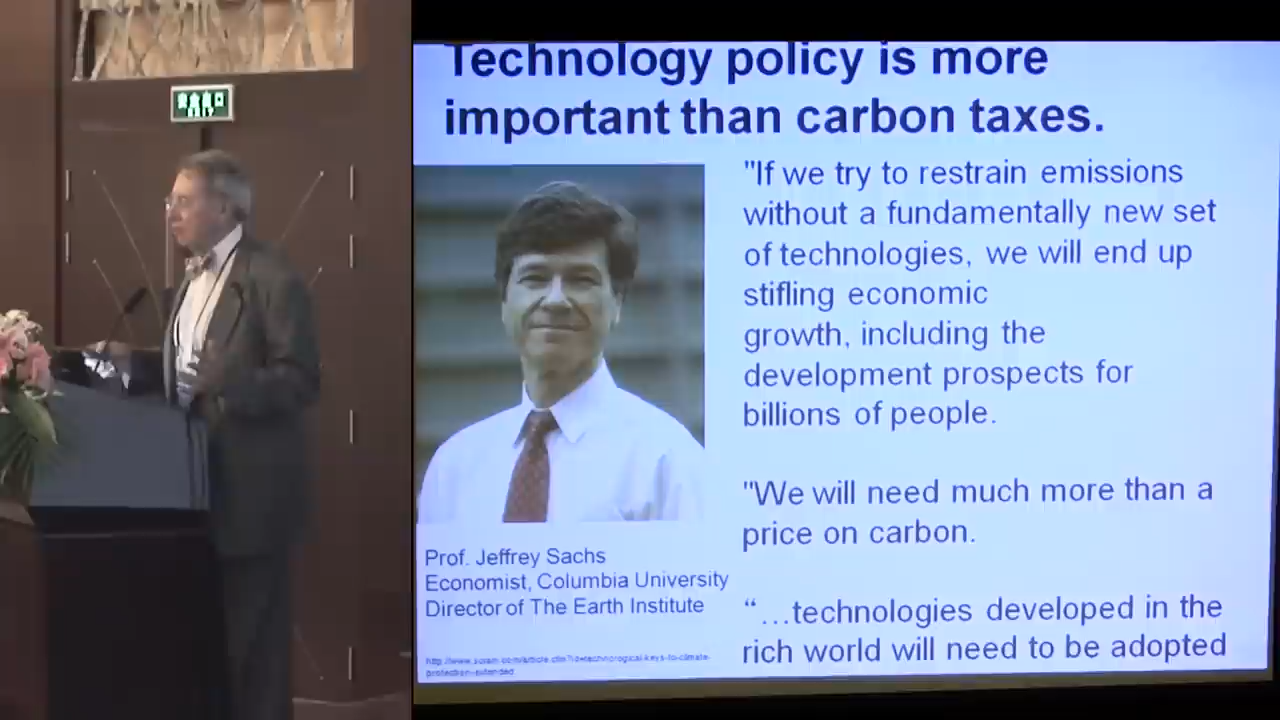 Technology policy is more
important than carbon taxes.
"If we try to restrain emissions
without a fundamentally new set
of technologies, we will end up
stifling economic
growth, including the
development prospects for
billions of people.
"We will need much more than a
price on carbon.
“…technologies developed in the
rich world will need to be adopted
Prof. Jeffrey Sachs
Economist, Columbia University
Director of The Earth Institute